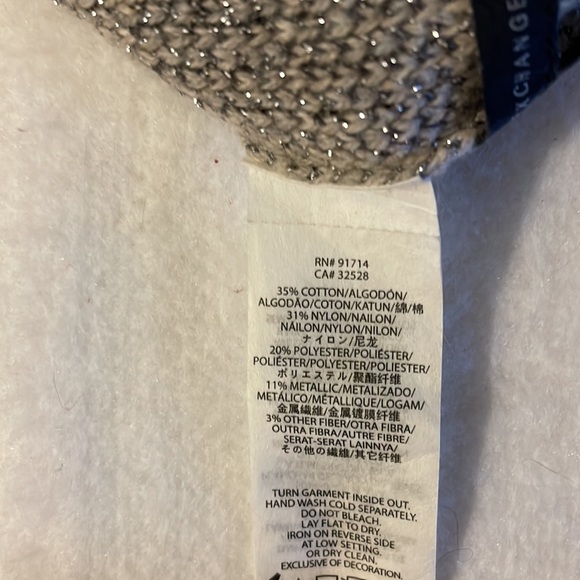 XCHANGE
RN# 91714
CA# 32528
35% COTTON/ALGODÓN/
ALGODÃO/COTON/KATUN/綿/棉
31% NYLON/NAILON/
NÁILON/NYLON/NILON/
ナイロン/尼龙
20% POLYESTER/POLIÉSTER/
POLIÉSTER/POLYESTER/POLYESTER/
ポリエステル/聚酯纤维
11% METALLIC/METALIZADO/
METÁLICO/MÉTALLIQUE/LOGAM/
金属繊維/金属镀膜纤维
3% OTHER FIBER/OTRA FIBRA/
OUTRA FIBRA/AUTRE FIBRE/
SERAT-SERAT LAINNYA/
その他の繊維/其它纤维
TURN GARMENT INSIDE OUT.
HAND WASH COLD SEPARATELY.
DO NOT BLEACH.
LAY FLAT TO DRY.
IRON ON REVERSE SIDE
AT LOW SETTING.
OR DRY CLEAN.
EXCLUSIVE OF DECORATION.